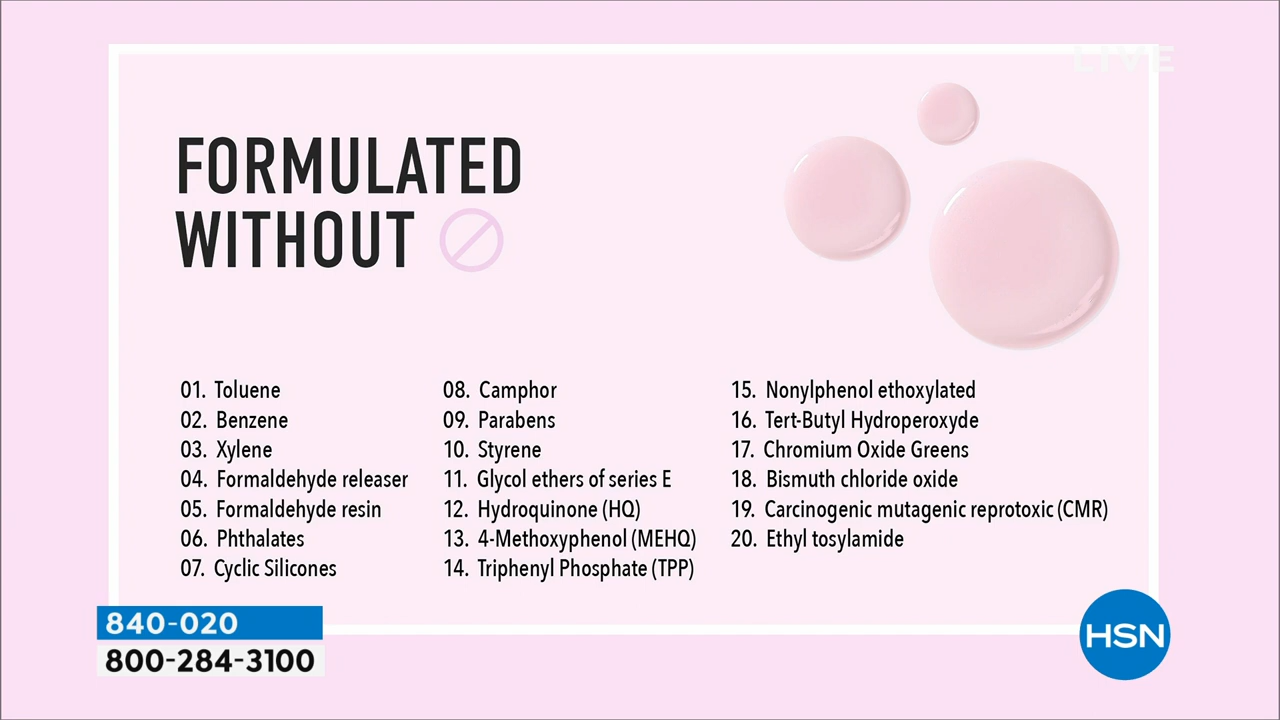 LIVE
FORMULATED
WITHOUT
01. Toluene
02. Benzene
03. Xylene
04. Formaldehyde releaser
05. Formaldehyde resin
06. Phthalates
07. Cyclic Silicones
08. Camphor
09. Parabens
10. Styrene
11. Glycol ethers of series E
12. Hydroquinone (HQ)
13. 4-Methoxyphenol (MEHQ)
14. Triphenyl Phosphate (TPP)
15. Nonylphenol ethoxylated
16. Tert-Butyl Hydroperoxyde
17. Chromium Oxide Greens
18. Bismuth chloride oxide
19. Carcinogenic mutagenic reprotoxic (CMR)
20. Ethyl tosylamide
840-020
800-284-3100
HSN